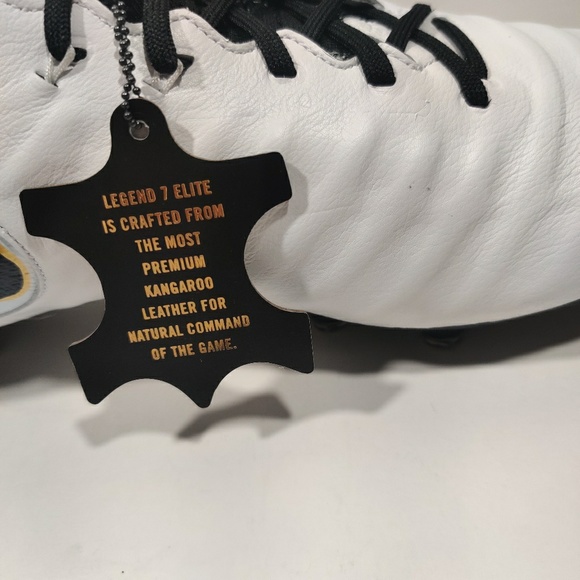 LEGEND 7 ELITE
IS CRAFTED FROM
THE MOST
PREMIUM
KANGAROO
LEATHER FOR
NATURAL COMMAND
OF THE GAME.